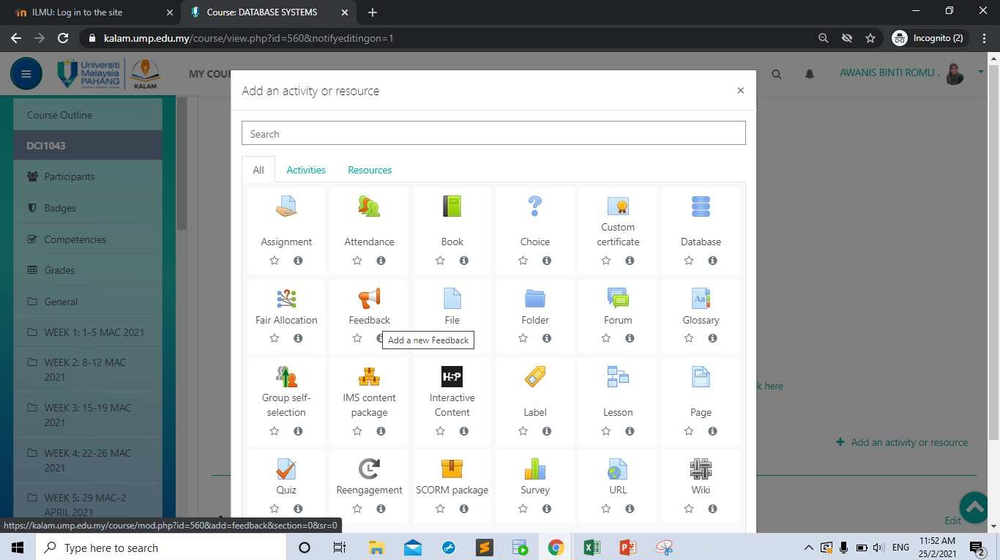 ILMU: Log in to the site
Course: DATABASE SYSTEMS
kalam.ump.edu.my/course/view.php?id=560&notifyeditingon=1
Incognito (2)
Universiti
Malaysia
PAHANG
KALAM
MY COU
AWANIS BINTI ROMLI .
Course Outline
DCI1043
Participants
Badges
Competencies
Grades
General
WEEK 1: 1-5 MAC 2021
WEEK 2: 8-12 MAC
2021
WEEK 3: 15-19 MAC
2021
WEEK 4: 22-26 MAC
2021
WEEK 5: 29 MAC-2
APRIL 2021
Add an activity or resource
Search
All Activities Resources
Assignment
Attendance
Book
Choice
Custom
certificate
Database
Fair Allocation
Feedback
File
Folder
Forum
Aa
Glossary
Add a new Feedback
Group self-
selection
IMS content
package
H5P
Interactive
Content
Label
Lesson
Page
Quiz
Reengagement
SCORM package
Survey
URL
Wiki
k here
Add an activity or resource
Edit
https://kalam.ump.edu.my/course/mod.php?id=560&add=feedback&section=0&sr=0
Type here to search
ENG
11:52 AM
25/2/2021
2